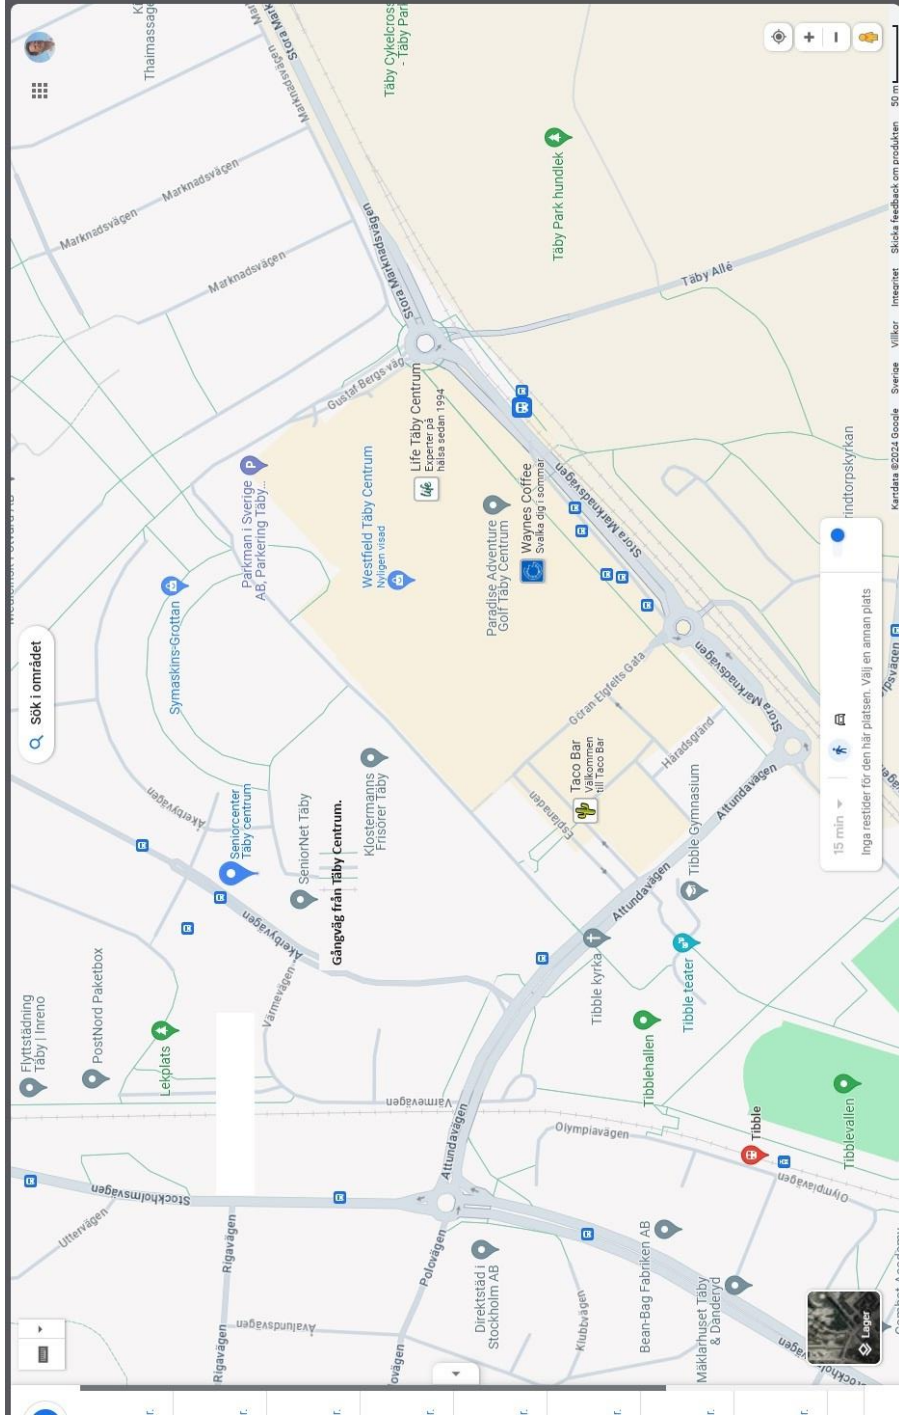 Sök i området
Flyttstädning
Täby | Inreno
PostNord Paketbox
Lekplats
Symaskins-Grottan
Parkman i Sverige
AB, Parkering Täby...
Seniorcenter
Täby centrum
SeniorNet Täby
Gångväg från Täby Centrum.
Klostermanns
Frisörer Täby
Westfield Täby Centrum
Nyligen visad
Life Täby Centrum
Experter på
hälsa sedan 1994
life
Paradise Adventure
Golf Täby Centrum
Waynes Coffee
Svalka dig i sommar
Taco Bar
Välkommen
till Taco Bar
Täby Park hundlek
Täby Cykelcross
- Täby Park
Thaimassage
Marknadsvägen
Marknadsvägen
Marknadsvägen
Marknadsvägen
Stora Marknadsvägen
Stora Marknadsvägen
Stora Marknadsvägen
Stora Marknadsvägen
Gustaf Bergs väg
Täby Allé
Göran Elgfelts Gata
Häradsgränd
Esplanaden
Åkerbyvägen
Åkerbyvägen
Värmevägen
Värmevägen
Attundavägen
Attundavägen
Attundavägen
Stockholmsvägen
Uttervägen
Rigavägen
Rigavägen
Avalundsvägen
Polovägen
Klubbvägen
Olympiavägen
Olympiavägen
Tibble kyrka
Tibble Gymnasium
Tibble teater
Tibblehallen
Tibble
Tibblevallen
Direktstäd i
Stockholm AB
Bean-Bag Fabriken AB
Mäklarhuset Täby
& Danderyd
Lager
15 min
Inga restider för den här platsen. Välj en annan plats
Kartdata ©2024 Google Sverige Villkor Integritet Skicka feedback om produkten 50 m